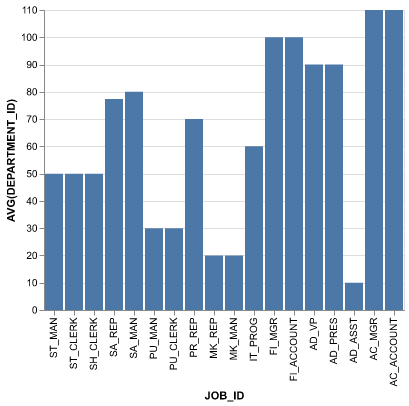 AVG(DEPARTMENT_ID)
110
100
90
80
70
60
50
40
30
20
10
0
ST_MAN
ST_CLERK
SH_CLERK
SA_REP
SA_MAN
PU_MAN
PU_CLERK
PR_REP
MK_REP
MK_MAN
IT_PROG
FI_MGR
FI_ACCOUNT
AD_VP
AD_PRES
AD_ASST
AC_MGR
AC_ACCOUNT
JOB_ID